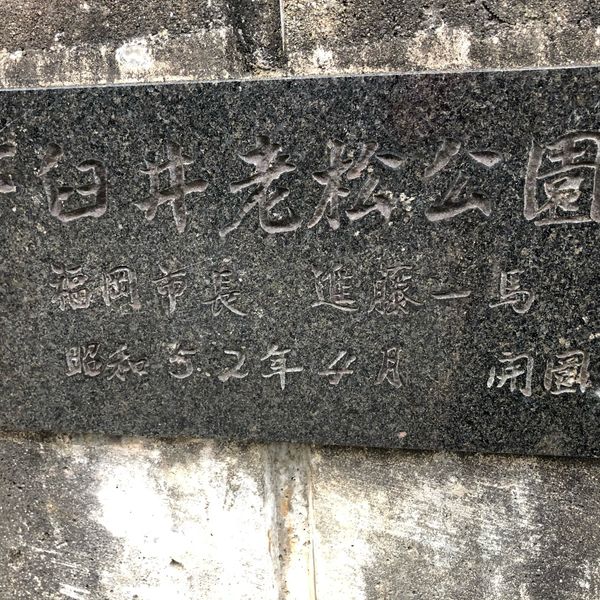 臼井老松公園
福岡市長 進藤一馬
昭和52年4月 開園